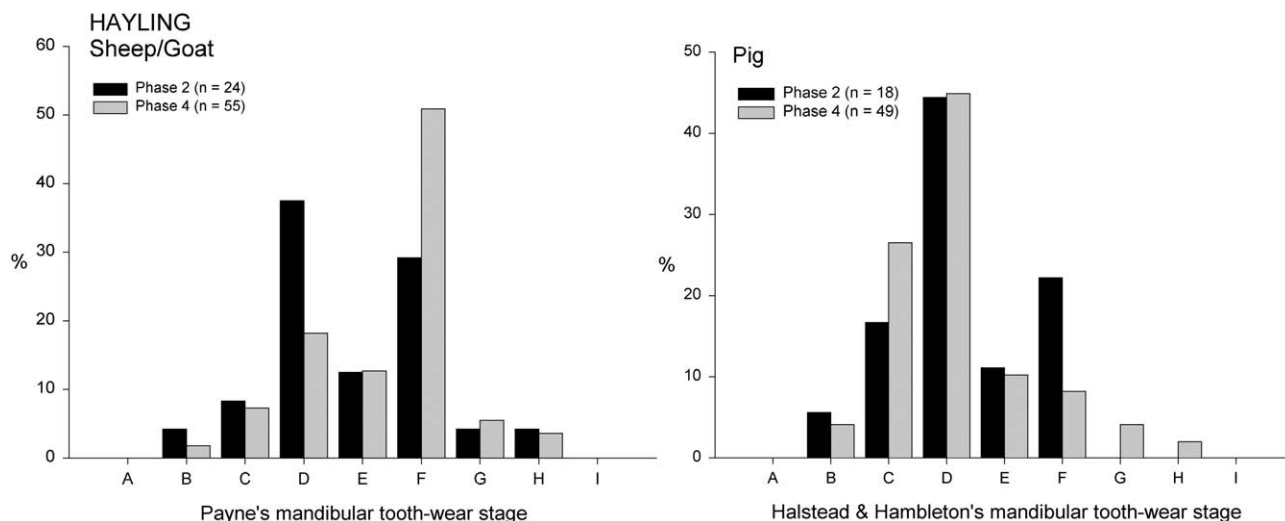 HAYLING
Sheep/Goat
Phase 2 (n = 24)
Phase 4 (n = 55)
60
50
40
30
20
10
0
%
A B C D E F G H I
Payne's mandibular tooth-wear stage
Pig
Phase 2 (n = 18)
Phase 4 (n = 49)
50
40
30
20
10
0
%
A B C D E F G H I
Halstead & Hambleton's mandibular tooth-wear stage